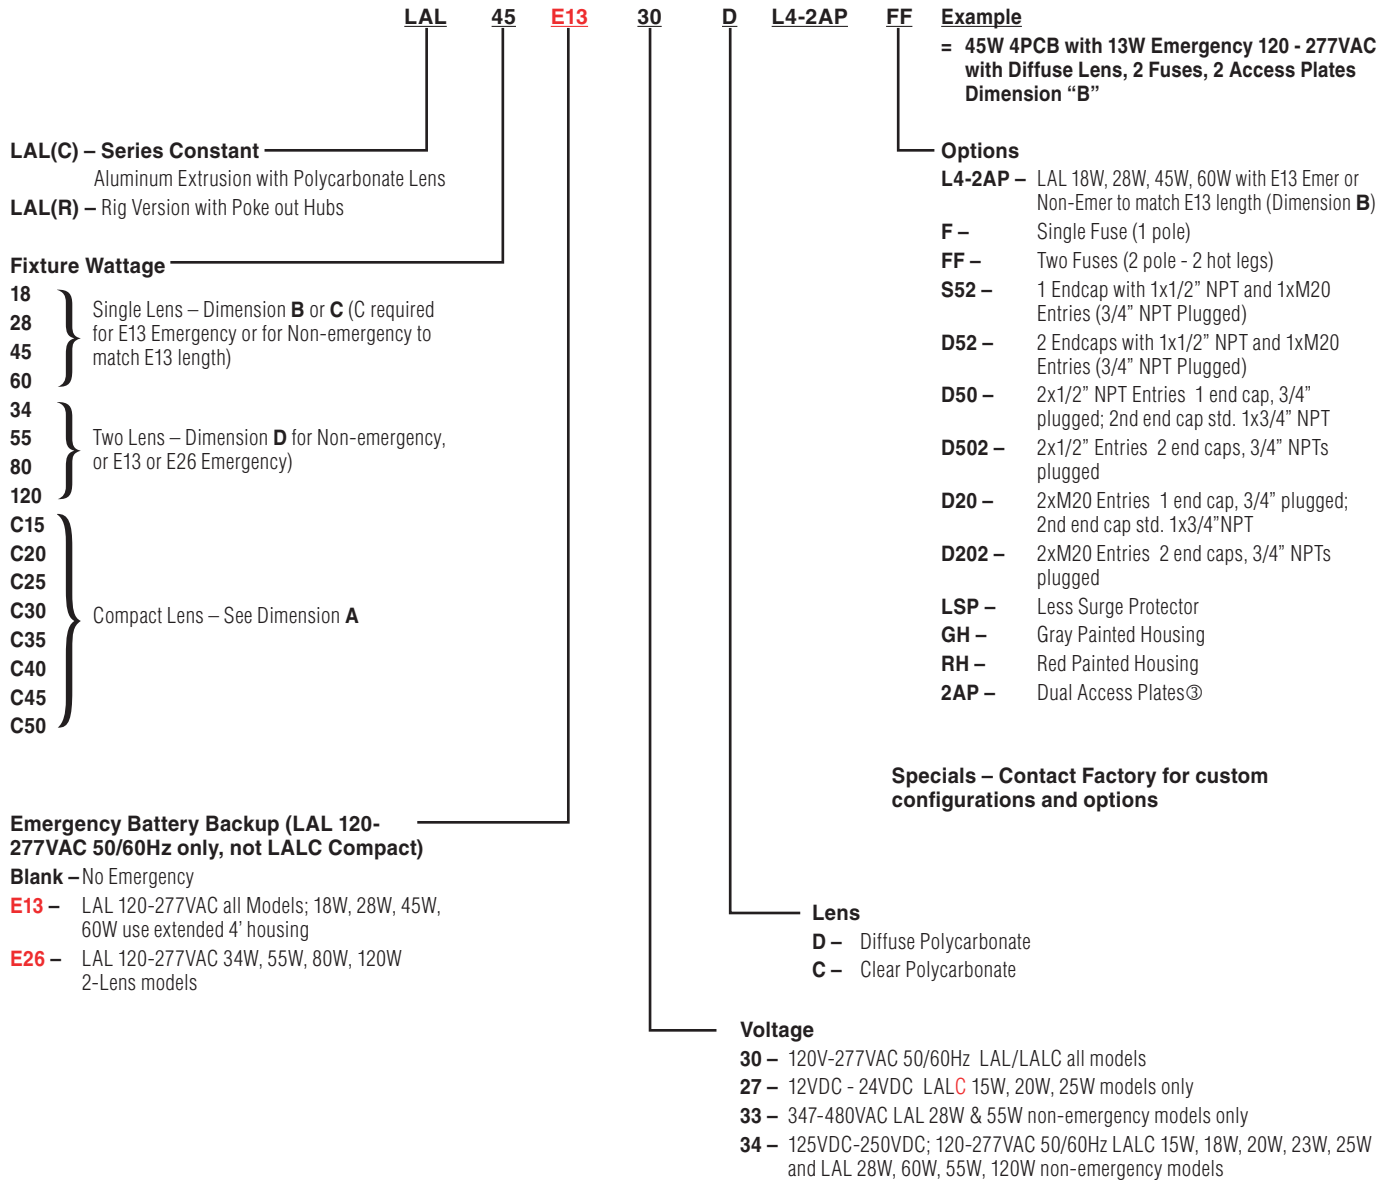 LAL 45 E13 30 D L4-2AP FF Example
= 45W 4PCB with 13W Emergency 120 - 277VAC
with Diffuse Lens, 2 Fuses, 2 Access Plates
Dimension “B”
LAL(C) – Series Constant
Aluminum Extrusion with Polycarbonate Lens
LAL(R) – Rig Version with Poke out Hubs
Fixture Wattage
18
28
45
60
Single Lens – Dimension B or C (C required
for E13 Emergency or for Non-emergency to
match E13 length)
34
55
80
120
Two Lens – Dimension D for Non-emergency,
or E13 or E26 Emergency)
C15
C20
C25
C30
C35
C40
C45
C50
Compact Lens – See Dimension A
Emergency Battery Backup (LAL 120-
277VAC 50/60Hz only, not LALC Compact)
Blank – No Emergency
E13 – LAL 120-277VAC all Models; 18W, 28W, 45W,
60W use extended 4’ housing
E26 – LAL 120-277VAC 34W, 55W, 80W, 120W
2-Lens models
Options
L4-2AP – LAL 18W, 28W, 45W, 60W with E13 Emer or
Non-Emer to match E13 length (Dimension B)
F – Single Fuse (1 pole)
FF – Two Fuses (2 pole - 2 hot legs)
S52 – 1 Endcap with 1x1/2” NPT and 1xM20
Entries (3/4” NPT Plugged)
D52 – 2 Endcaps with 1x1/2” NPT and 1xM20
Entries (3/4” NPT Plugged)
D50 – 2x1/2” NPT Entries 1 end cap, 3/4”
plugged; 2nd end cap std. 1x3/4” NPT
D502 – 2x1/2” Entries 2 end caps, 3/4” NPTs
plugged
D20 – 2xM20 Entries 1 end cap, 3/4” plugged;
2nd end cap std. 1x3/4”NPT
D202 – 2xM20 Entries 2 end caps, 3/4” NPTs
plugged
LSP – Less Surge Protector
GH – Gray Painted Housing
RH – Red Painted Housing
2AP – Dual Access Plates③
Specials – Contact Factory for custom
configurations and options
Lens
D – Diffuse Polycarbonate
C – Clear Polycarbonate
Voltage
30 – 120V-277VAC 50/60Hz LAL/LALC all models
27 – 12VDC - 24VDC LALC 15W, 20W, 25W models only
33 – 347-480VAC LAL 28W & 55W non-emergency models only
34 – 125VDC-250VDC; 120-277VAC 50/60Hz LALC 15W, 18W, 20W, 23W, 25W
and LAL 28W, 60W, 55W, 120W non-emergency models